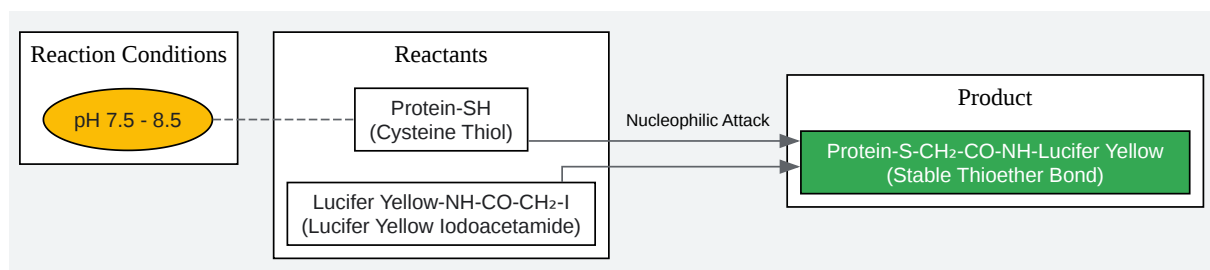 Reaction Conditions
pH 7.5 - 8.5
Reactants
Protein-SH
(Cysteine Thiol)
Lucifer Yellow-NH-CO-CH₂-I
(Lucifer Yellow Iodoacetamide)
Nucleophilic Attack
Product
Protein-S-CH₂-CO-NH-Lucifer Yellow
(Stable Thioether Bond)